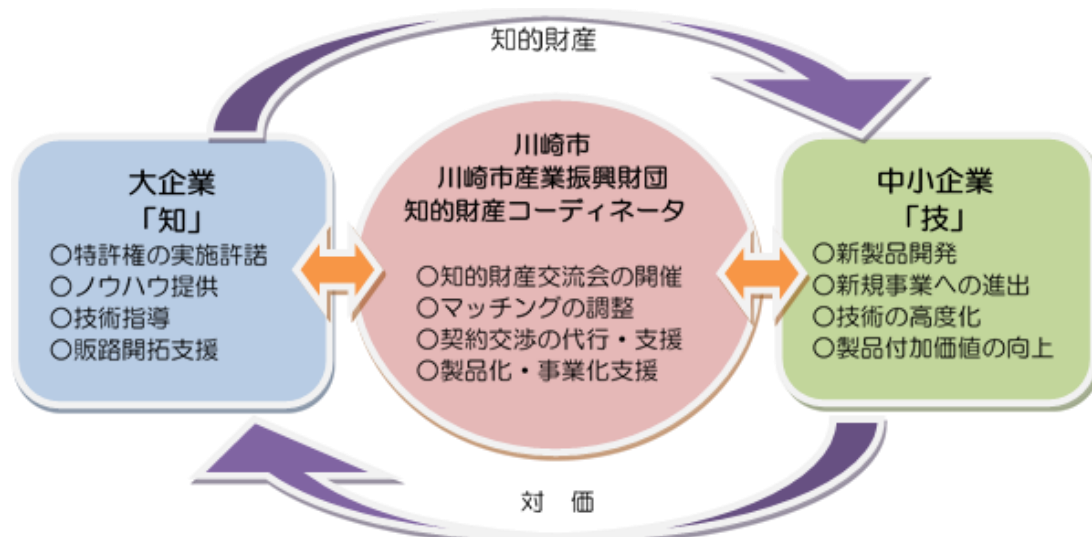 知的財産
大企業
「知」
○特許権の実施許諾
○ノウハウ提供
○技術指導
○販路開拓支援
川崎市
川崎市産業振興財団
知的財産コーディネータ
○知的財産交流会の開催
○マッチングの調整
○契約交渉の代行・支援
○製品化・事業化支援
中小企業
「技」
○新製品開発
○新規事業への進出
○技術の高度化
○製品付加価値の向上
対　価